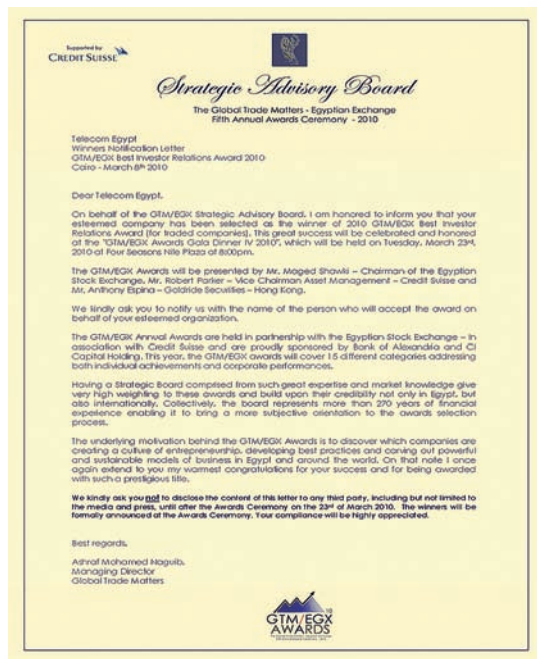 Supported by
CREDIT SUISSE
Strategic Advisory Board
The Global Trade Matters - Egyptian Exchange
Fifth Annual Awards Ceremony - 2010
Telecom Egypt
Winners Notification Letter
GTM/EGX Best Investor Relations Award 2010
Cairo - March 8th 2010
Dear Telecom Egypt,
On behalf of the GTM/EGX Strategic Advisory Board, I am honored to inform you that your
esteemed company has been selected as the winner of 2010 GTM/EGX Best Investor
Relations Award (for traded companies). This great success will be celebrated and honored
at the "GTM/EGX Awards Gala Dinner IV 2010", which will be held on Tuesday, March 23rd,
2010 at Four Seasons Nile Plaza at 8:00pm.
The GTM/EGX Awards will be presented by Mr. Maged Shawki – Chairman of the Egyptian
Stock Exchange, Mr. Robert Parker – Vice Chairman Asset Management – Credit Suisse and
Mr. Anthony Espina – Goldride Securities – Hong Kong.
We kindly ask you to notify us with the name of the person who will accept the award on
behalf of your esteemed organization.
The GTM/EGX Annual Awards are held in partnership with the Egyptian Stock Exchange – in
association with Credit Suisse and are proudly sponsored by Bank of Alexandria and CI
Capital Holding. This year, the GTM/EGX awards will cover 15 different categories addressing
both individual achievements and corporate performances.
Having a Strategic Board comprised from such great expertise and market knowledge give
very high weighting to these awards and build upon their credibility not only in Egypt, but
also internationally. Collectively, the board represents more than 270 years of financial
experience enabling it to bring a more subjective orientation to the awards selection
process.
The underlying motivation behind the GTM/EGX Awards is to discover which companies are
creating a culture of entrepreneurship, developing best practices and carving out powerful
and sustainable models of business in Egypt and around the world. On that note I once
again extend to you my warmest congratulations for your success and for being awarded
with such a prestigious title.
We kindly ask you not to disclose the content of this letter to any third party, including but not limited to
the media and press, until after the Awards Ceremony on the 23rd of March 2010. The winners will be
formally announced at the Awards Ceremony. Your compliance will be highly appreciated.
Best regards,
Ashraf Mohamed Naguib,
Managing Director
Global Trade Matters
GTM/EGX
AWARDS